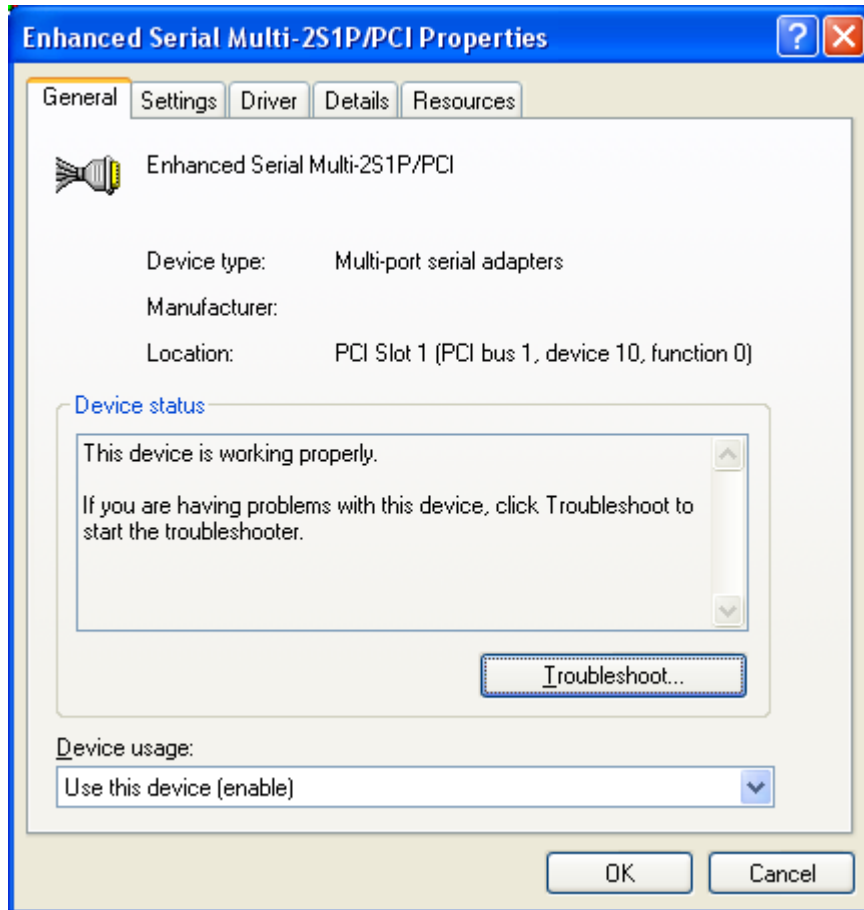 Enhanced Serial Multi-2S1P/PCI Properties
General Settings Driver Details Resources
Enhanced Serial Multi-2S1P/PCI
Device type: Multi-port serial adapters
Manufacturer:
Location: PCI Slot 1 (PCI bus 1, device 10, function 0)
Device status
This device is working properly.
If you are having problems with this device, click Troubleshoot to
start the troubleshooter.
Troubleshoot...
Device usage:
Use this device (enable)
OK Cancel